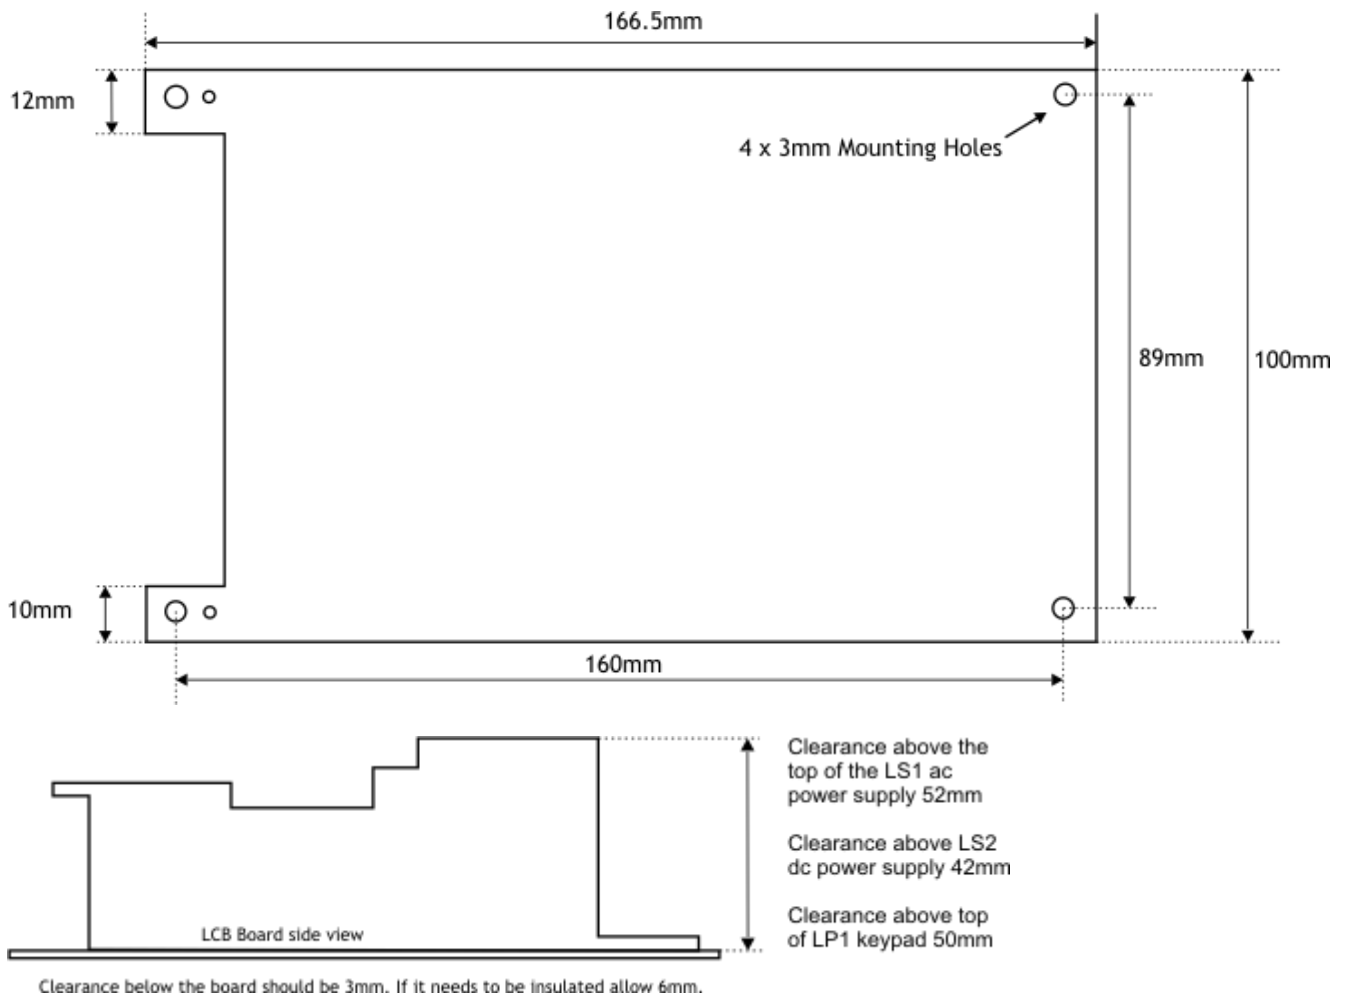 166.5mm
12mm
4 x 3mm Mounting Holes
89mm
100mm
10mm
160mm
Clearance above the
top of the LS1 ac
power supply 52mm
Clearance above LS2
dc power supply 42mm
Clearance above top
of LP1 keypad 50mm
LCB Board side view
Clearance below the board should be 3mm. If it needs to be insulated allow 6mm.